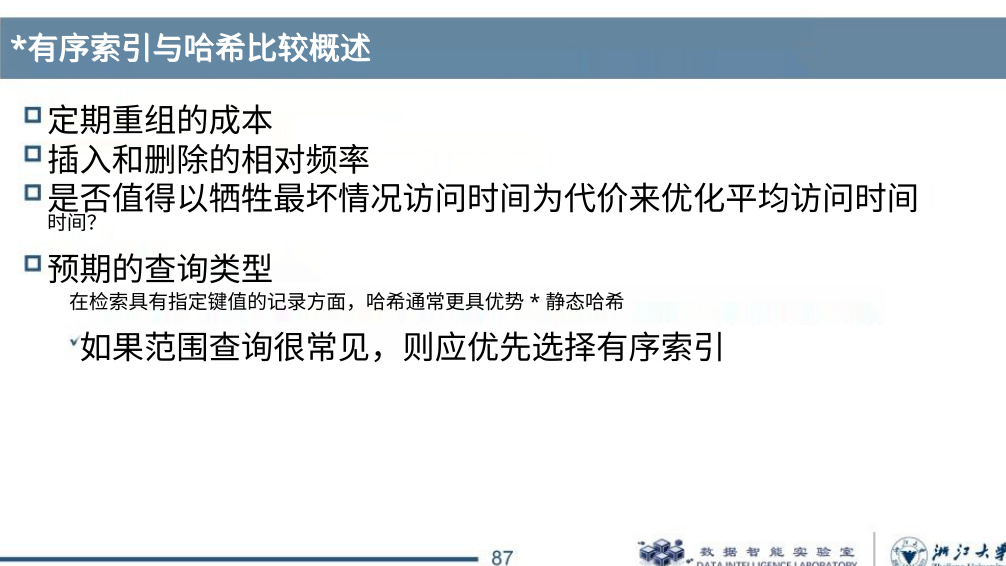 *有序索引与哈希比较概述
定期重组的成本
插入和删除的相对频率
是否值得以牺牲最坏情况访问时间为代价来优化平均访问时间
时间?
预期的查询类型
在检索具有指定键值的记录方面，哈希通常更具优势 * 静态哈希
如果范围查询很常见，则应优先选择有序索引
87
数据智能实验室
DATA INTELLIGENCE LABORATORY
浙江大学